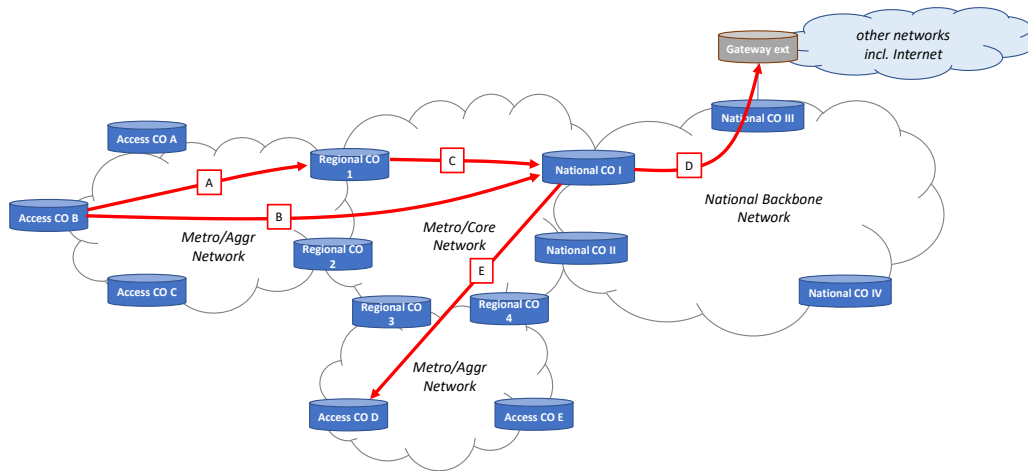 other networks
incl. Internet
Gateway ext
National CO III
Access CO A
Regional CO
1
C
National CO I
D
A
Access CO B
B
National Backbone
Network
Metro/Core
Network
Metro/Aggr
Network
Regional CO
2
National CO II
E
Access CO C
National CO IV
Regional CO
3
Regional CO
4
Metro/Aggr
Network
Access CO D
Access CO E